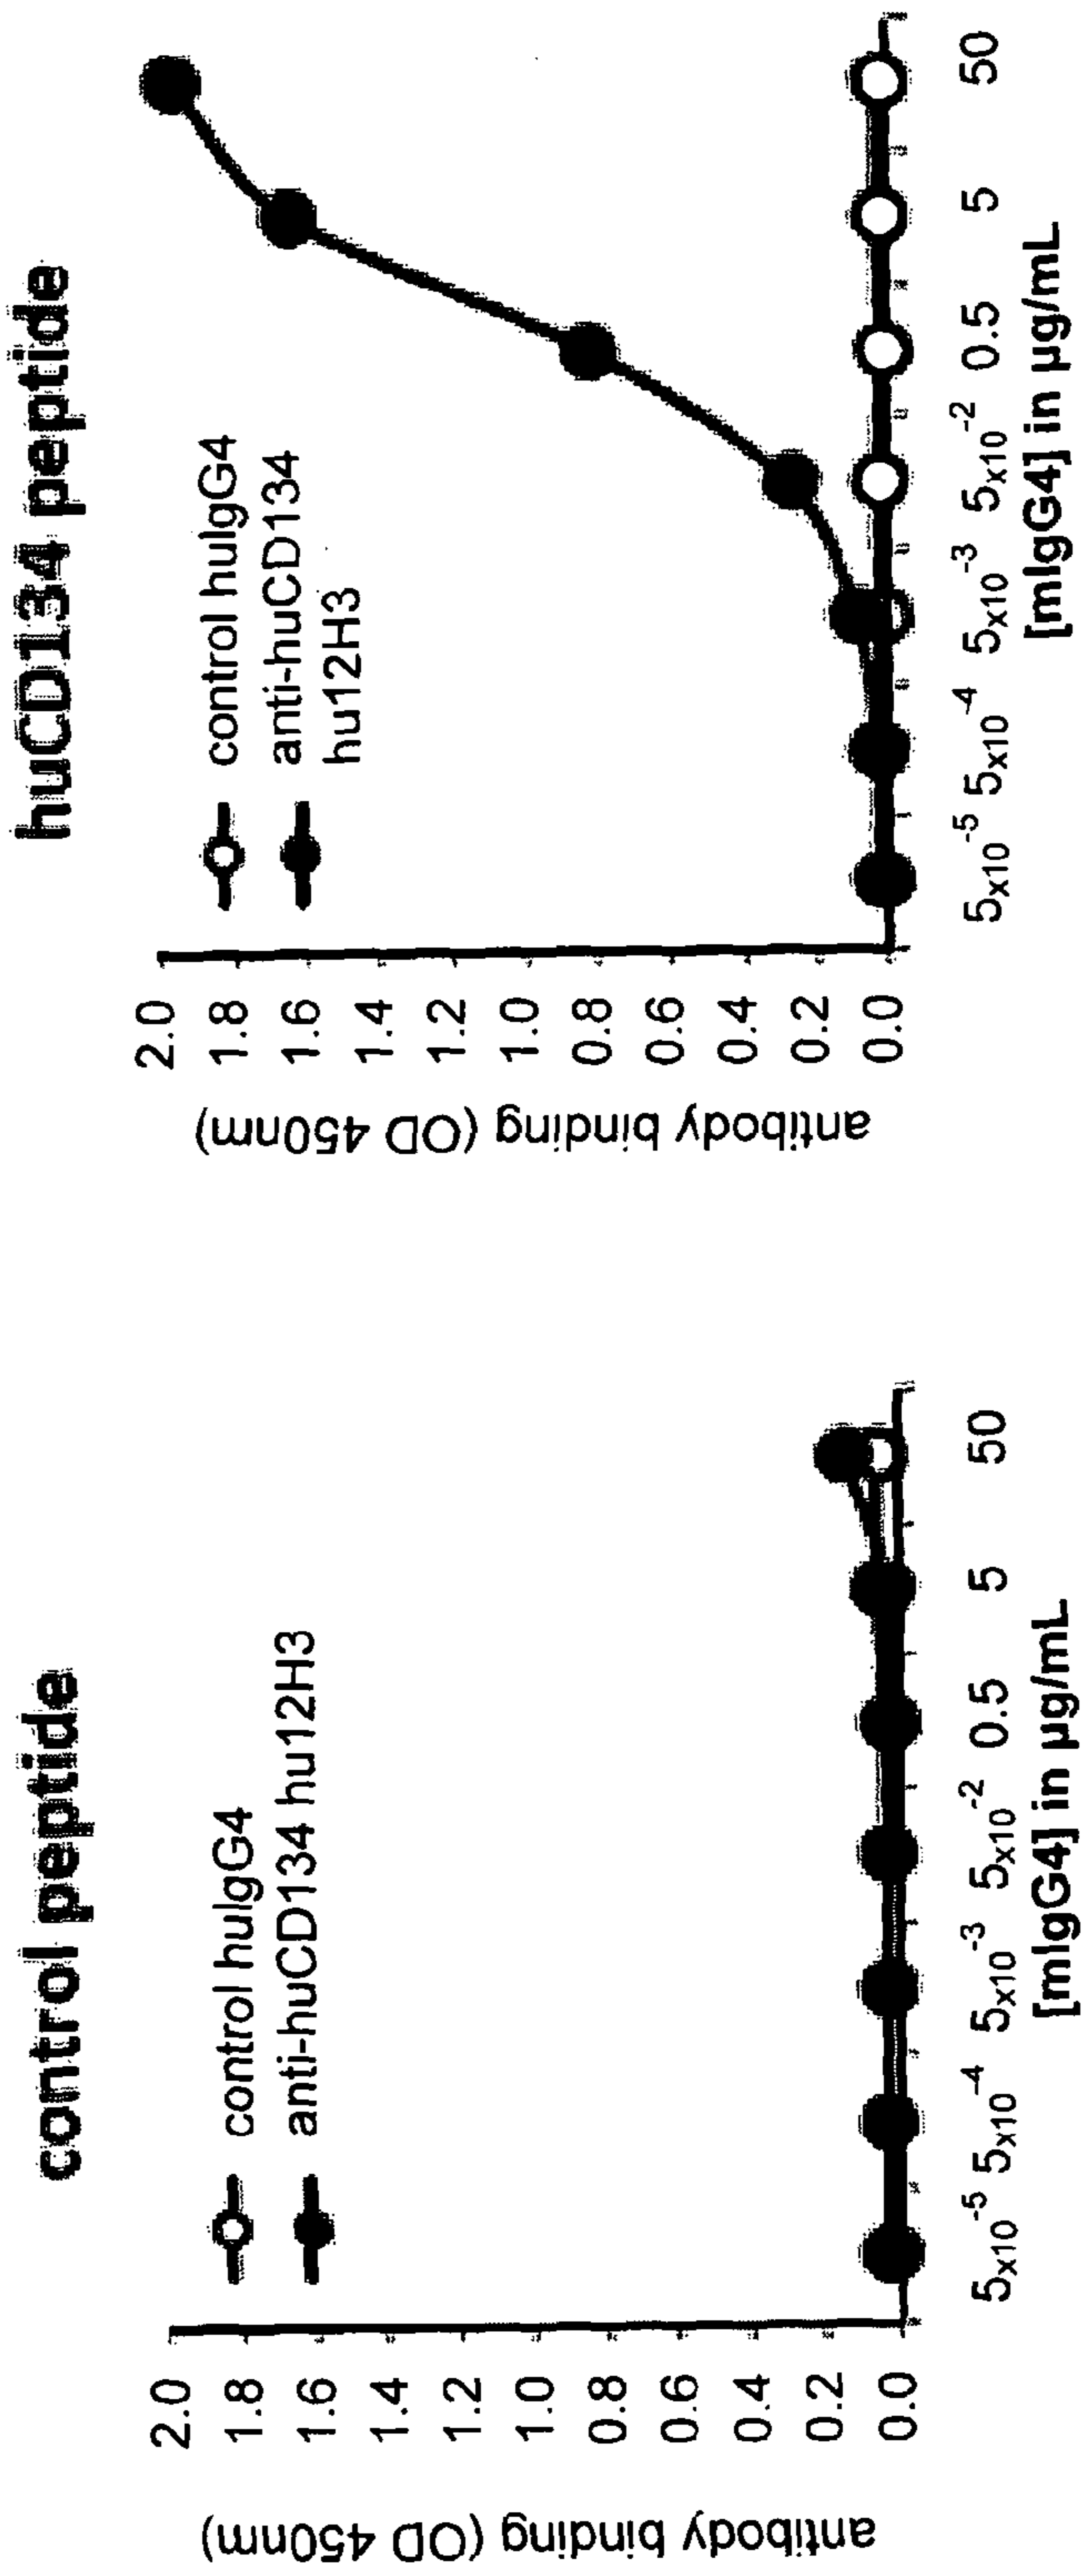 control peptide
control huIgG4
anti-huCD134 hu12H3
antibody binding (OD 450nm)
2.0
1.8
1.6
1.4
1.2
1.0
0.8
0.6
0.4
0.2
0.0
5x10-5 5x10-4 5x10-3 5x10-2 0.5 5 50
[mIgG4] in µg/mL
huCD134 peptide
control huIgG4
anti-huCD134
hu12H3
antibody binding (OD 450nm)
2.0
1.8
1.6
1.4
1.2
1.0
0.8
0.6
0.4
0.2
0.0
5x10-5 5x10-4 5x10-3 5x10-2 0.5 5 50
[mIgG4] in µg/mL